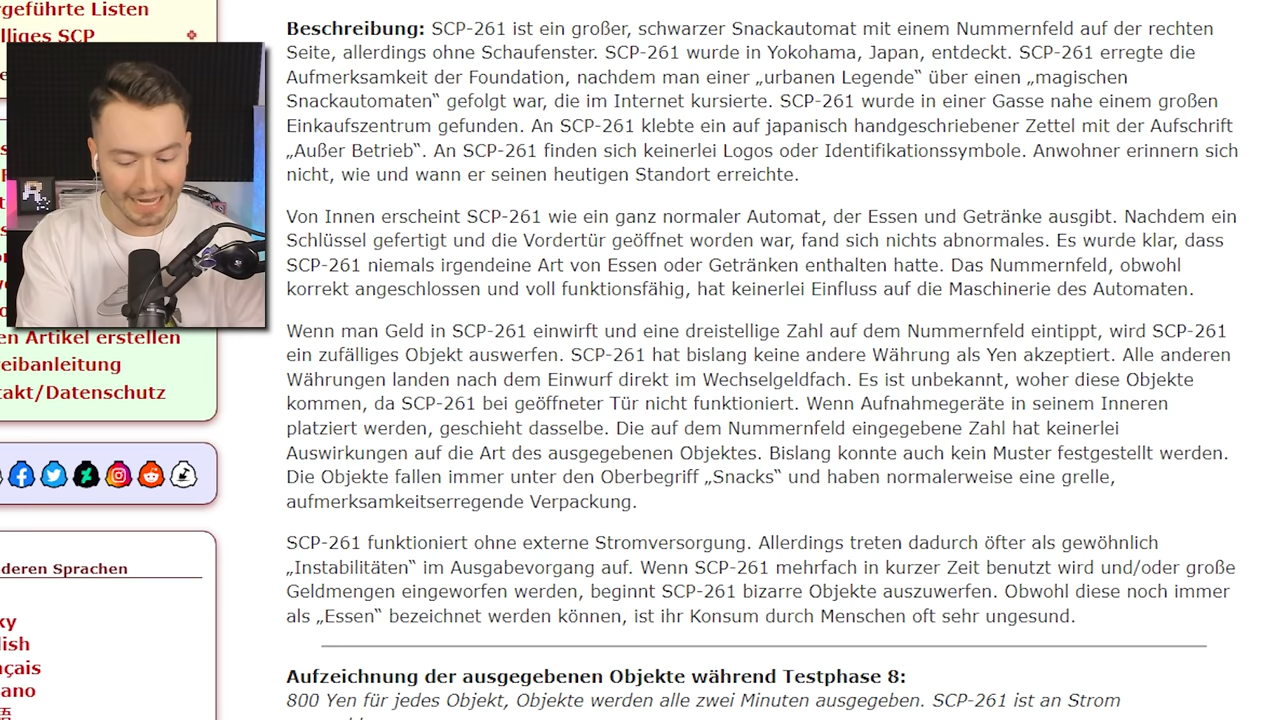 rgeführte Listen
lliges SCP
en Artikel erstellen
reibanleitung
takt/Datenschutz
deren Sprachen
ky
lish
nçais
ano
Beschreibung: SCP-261 ist ein großer, schwarzer Snackautomat mit einem Nummernfeld auf der rechten
Seite, allerdings ohne Schaufenster. SCP-261 wurde in Yokohama, Japan, entdeckt. SCP-261 erregte die
Aufmerksamkeit der Foundation, nachdem man einer „urbanen Legende“ über einen „magischen
Snackautomaten“ gefolgt war, die im Internet kursierte. SCP-261 wurde in einer Gasse nahe einem großen
Einkaufszentrum gefunden. An SCP-261 klebte ein auf japanisch handgeschriebener Zettel mit der Aufschrift
„Außer Betrieb“. An SCP-261 finden sich keinerlei Logos oder Identifikationssymbole. Anwohner erinnern sich
nicht, wie und wann er seinen heutigen Standort erreichte.
Von Innen erscheint SCP-261 wie ein ganz normaler Automat, der Essen und Getränke ausgibt. Nachdem ein
Schlüssel gefertigt und die Vordertür geöffnet worden war, fand sich nichts abnormales. Es wurde klar, dass
SCP-261 niemals irgendeine Art von Essen oder Getränken enthalten hatte. Das Nummernfeld, obwohl
korrekt angeschlossen und voll funktionsfähig, hat keinerlei Einfluss auf die Maschinerie des Automaten.
Wenn man Geld in SCP-261 einwirft und eine dreistellige Zahl auf dem Nummernfeld eintippt, wird SCP-261
ein zufälliges Objekt auswerfen. SCP-261 hat bislang keine andere Währung als Yen akzeptiert. Alle anderen
Währungen landen nach dem Einwurf direkt im Wechselgeldfach. Es ist unbekannt, woher diese Objekte
kommen, da SCP-261 bei geöffneter Tür nicht funktioniert. Wenn Aufnahmegeräte in seinem Inneren
platziert werden, geschieht dasselbe. Die auf dem Nummernfeld eingegebene Zahl hat keinerlei
Auswirkungen auf die Art des ausgegebenen Objektes. Bislang konnte auch kein Muster festgestellt werden.
Die Objekte fallen immer unter den Oberbegriff „Snacks“ und haben normalerweise eine grelle,
aufmerksamkeitserregende Verpackung.
SCP-261 funktioniert ohne externe Stromversorgung. Allerdings treten dadurch öfter als gewöhnlich
„Instabilitäten“ im Ausgabevorgang auf. Wenn SCP-261 mehrfach in kurzer Zeit benutzt wird und/oder große
Geldmengen eingeworfen werden, beginnt SCP-261 bizarre Objekte auszuwerfen. Obwohl diese noch immer
als „Essen“ bezeichnet werden können, ist ihr Konsum durch Menschen oft sehr ungesund.
Aufzeichnung der ausgegebenen Objekte während Testphase 8:
800 Yen für jedes Objekt, Objekte werden alle zwei Minuten ausgegeben. SCP-261 ist an Strom